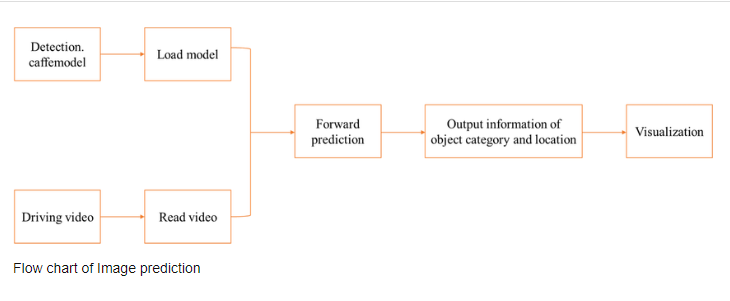 Detection.
caffemodel
Load model
Forward
prediction
Output information of
object category and location
Visualization
Driving video
Read video
Flow chart of Image prediction